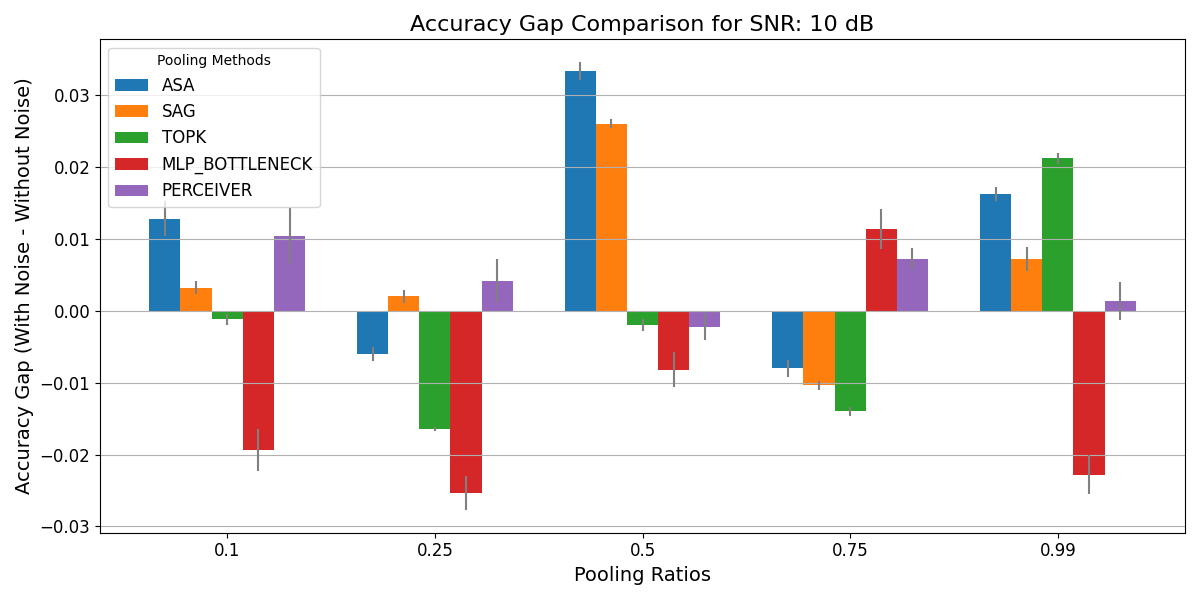 Accuracy Gap Comparison for SNR: 10 dB
Accuracy Gap (With Noise - Without Noise)
0.03
0.02
0.01
0.00
−0.01
−0.02
−0.03
Pooling Methods
ASA
SAG
TOPK
MLP_BOTTLENECK
PERCEIVER
0.1 0.25 0.5 0.75 0.99
Pooling Ratios